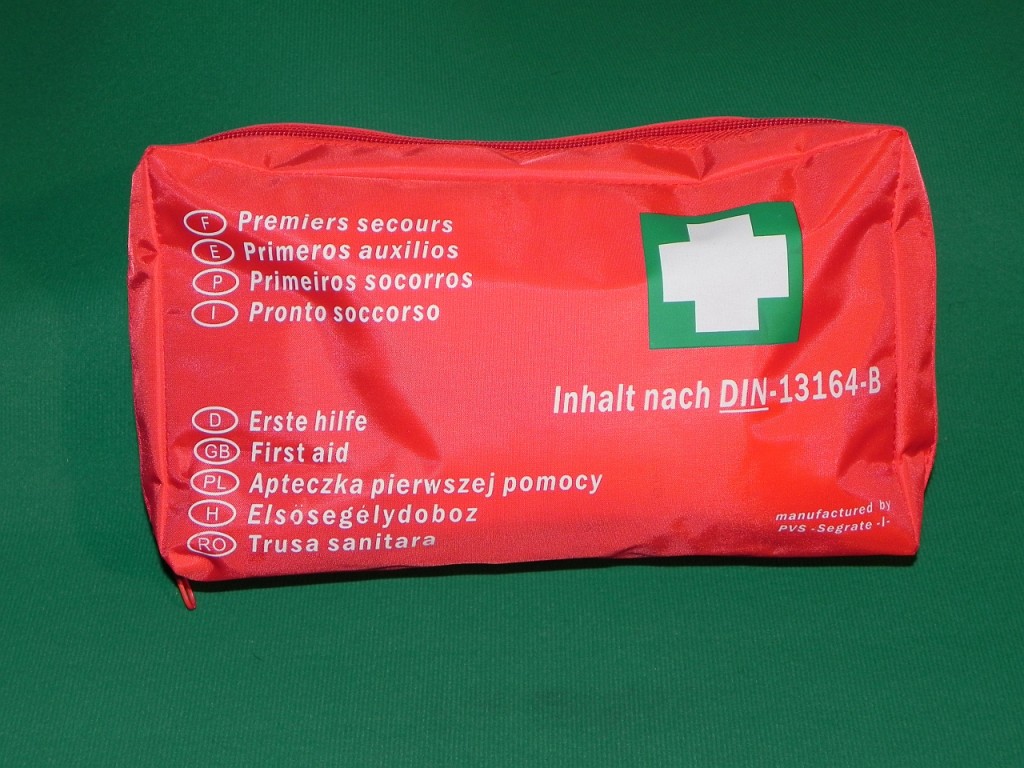 F Premiers secours
E Primeros auxilios
P Primeiros socorros
I Pronto soccorso
Inhalt nach DIN-13164-B
D Erste hilfe
GB First aid
PL Apteczka pierwszej pomocy
H Elsösegélydoboz
RO Trusa sanitara
manufactured by
PVS -Segrate -I-